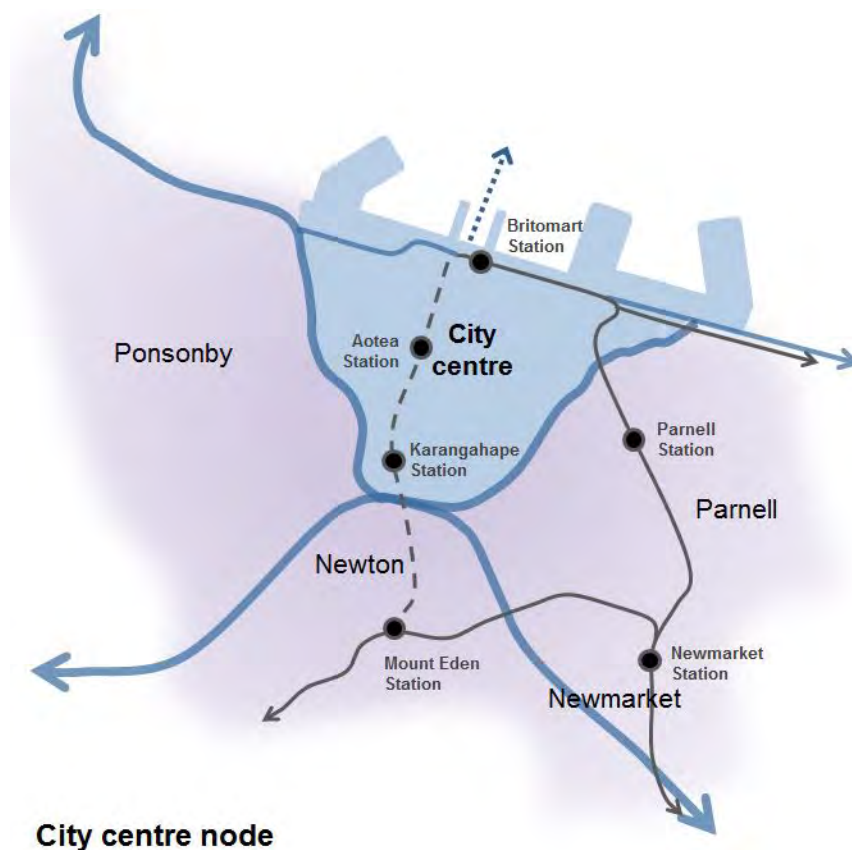 Britomart
Station
Ponsonby
Aotea
Station
City
centre
Karangahape
Station
Parnell
Station
Parnell
Newton
Mount Eden
Station
Newmarket
Station
Newmarket
City centre node